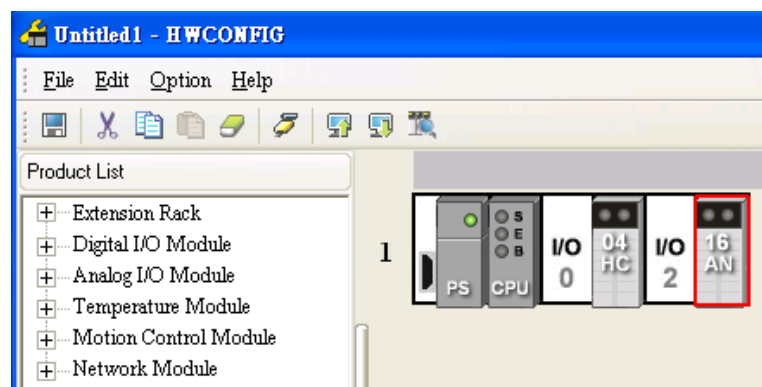 Untitled1 - HWCONFIG
File Edit Option Help
Product List
Extension Rack
Digital I/O Module
Analog I/O Module
Temperature Module
Motion Control Module
Network Module
1
PS
CPU
S
E
B
I/O
0
04
HC
I/O
2
16
AN